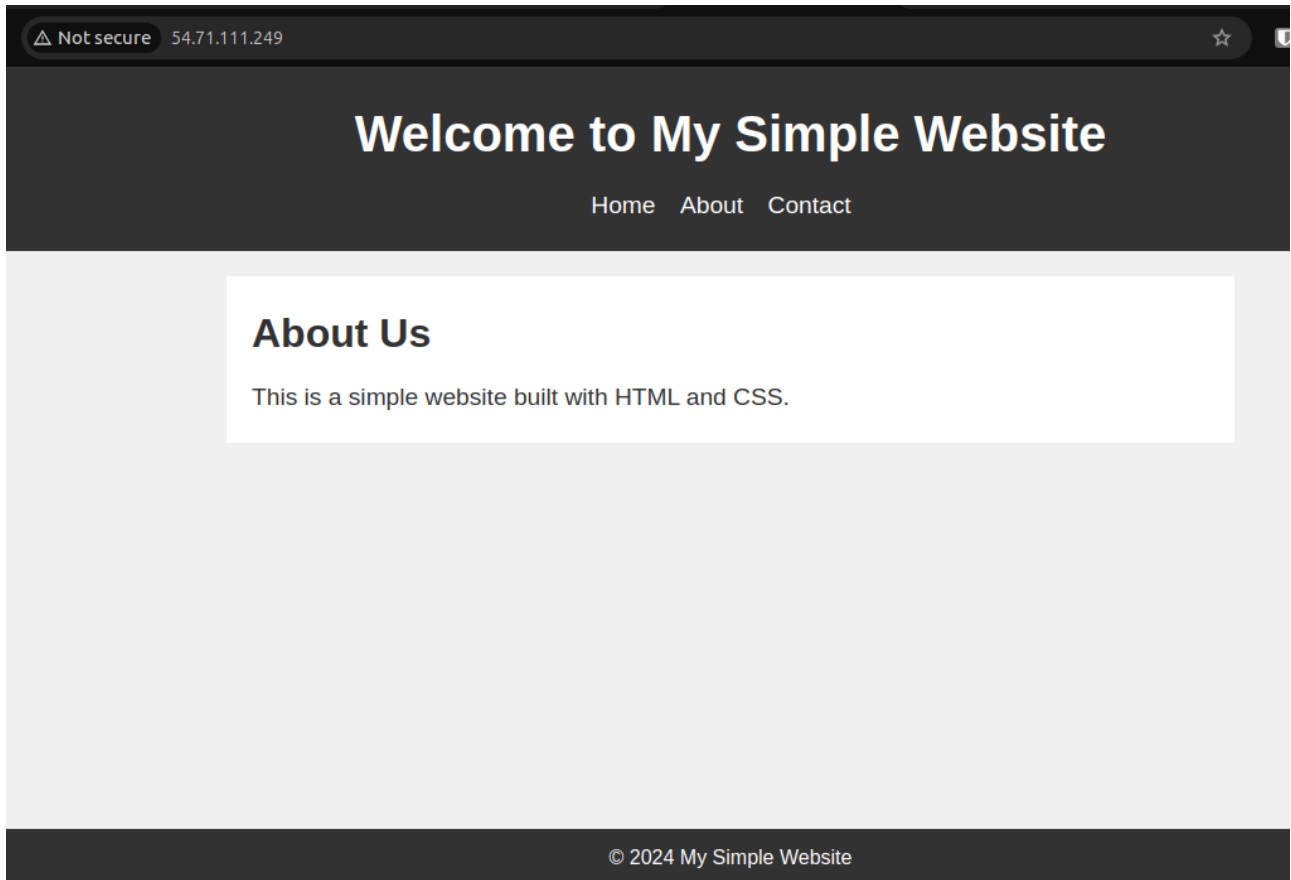 Not secure 54.71.111.249
Welcome to My Simple Website
Home About Contact
About Us
This is a simple website built with HTML and CSS.
© 2024 My Simple Website